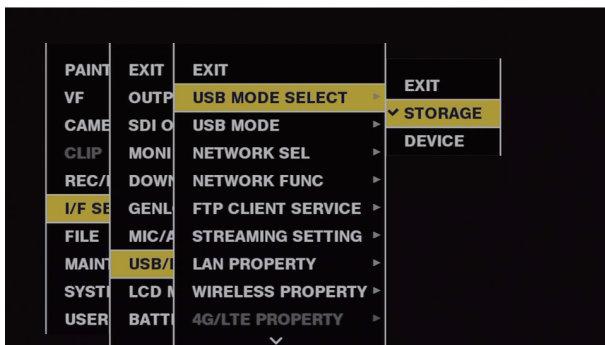 PAINT
VF
CAME
CLIP
REC/
I/F SE
FILE
MAINT
SYST
USER
EXIT
OUTP
SDI O
MONI
DOWN
GENL
MIC/A
USB/
LCD
BATT
EXIT
USB MODE SELECT
USB MODE
NETWORK SEL
NETWORK FUNC
FTP CLIENT SERVICE
STREAMING SETTING
LAN PROPERTY
WIRELESS PROPERTY
4G/LTE PROPERTY
EXIT
STORAGE
DEVICE